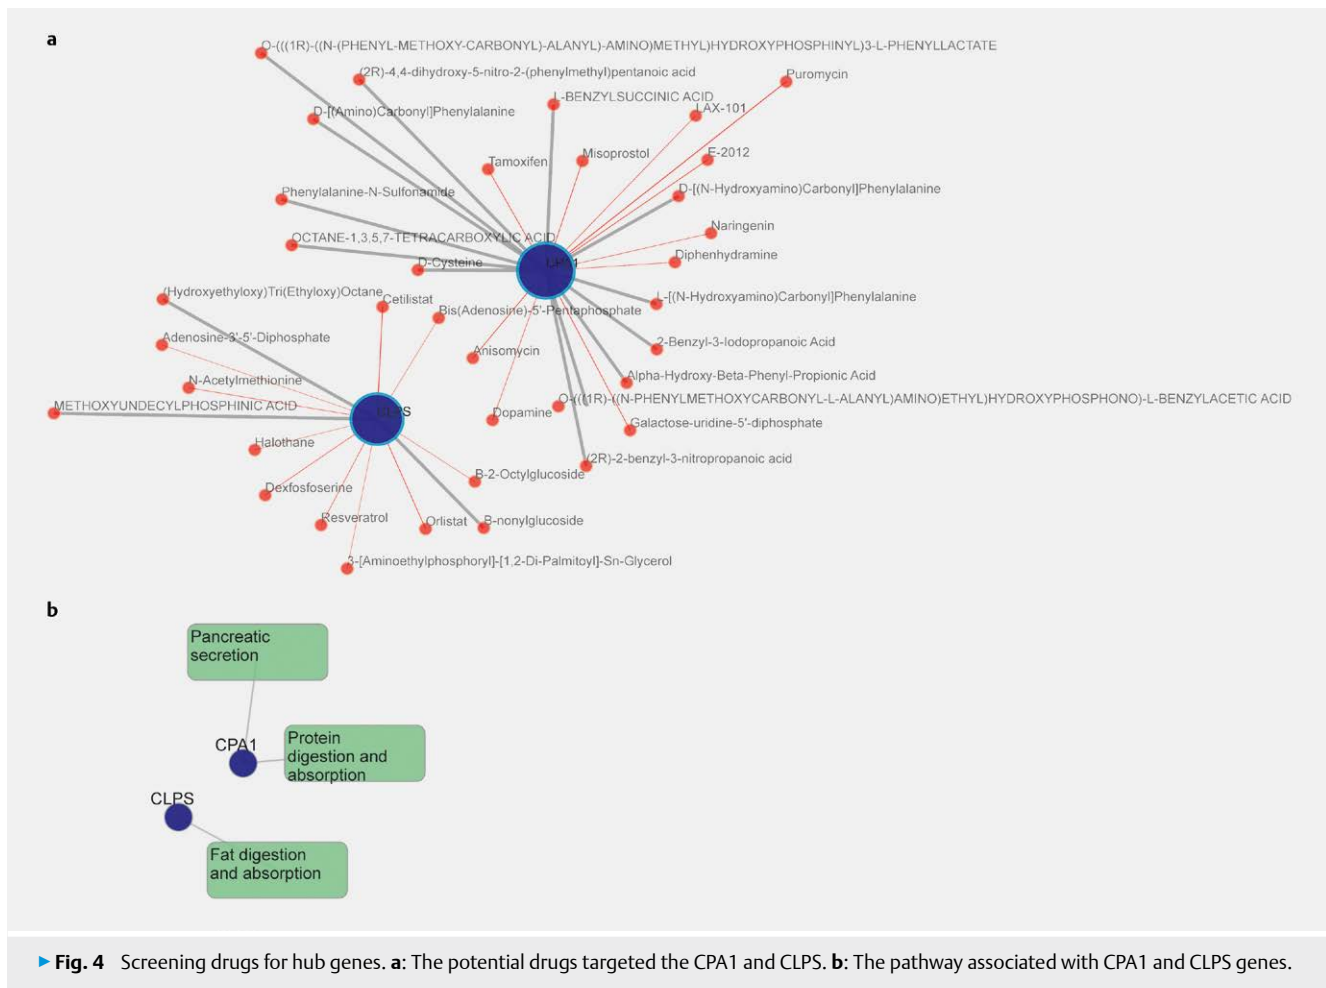 a
O-(((1R)-((N-(PHENYL-METHOXY-CARBONYL)-ALANYL)-AMINO)METHYL)HYDROXYPHOSPHINYL)3-L-PHENYLLACTATE
(2R)-4,4-dihydroxy-5-nitro-2-(phenylmethyl)pentanoic acid
Puromycin
L-BENZYLSUCCINIC ACID
LAX-101
D-[(Amino)Carbonyl]Phenylalanine
Tamoxifen
Misoprostol
E-2012
Phenylalanine-N-Sulfonamide
D-[(N-Hydroxyamino)Carbonyl]Phenylalanine
Naringenin
OCTANE-1,3,5,7-TETRACARBOXYLIC ACID
Diphenhydramine
D-Cysteine
CPA1
(Hydroxyethyloxy)Tri(Ethyloxy)Octane
Cetilistat
L-[(N-Hydroxyamino)Carbonyl]Phenylalanine
Bis(Adenosine)-5'-Pentaphosphate
Adenosine-3'-5'-Diphosphate
2-Benzyl-3-Iodopropanoic Acid
Anisomycin
N-Acetylmethionine
Alpha-Hydroxy-Beta-Phenyl-Propionic Acid
METHOXYUNDECYLPHOSPHINIC ACID
CLPS
Dopamine
O-(((1R)-((N-PHENYLMETHOXYCARBONYL-L-ALANYL)AMINO)ETHYL)HYDROXYPHOSPHONO)-L-BENZYLACETIC ACID
Galactose-uridine-5'-diphosphate
Halothane
(2R)-2-benzyl-3-nitropropanoic acid
B-2-Octylglucoside
Dexfosfoserine
Resveratrol
Orlistat
B-nonylglucoside
3-[Aminoethylphosphoryl]-[1,2-Di-Palmitoyl]-Sn-Glycerol
b
Pancreatic
secretion
CPA1
Protein
digestion and
absorption
CLPS
Fat digestion
and absorption
Fig. 4 Screening drugs for hub genes. a: The potential drugs targeted the CPA1 and CLPS. b: The pathway associated with CPA1 and CLPS genes.